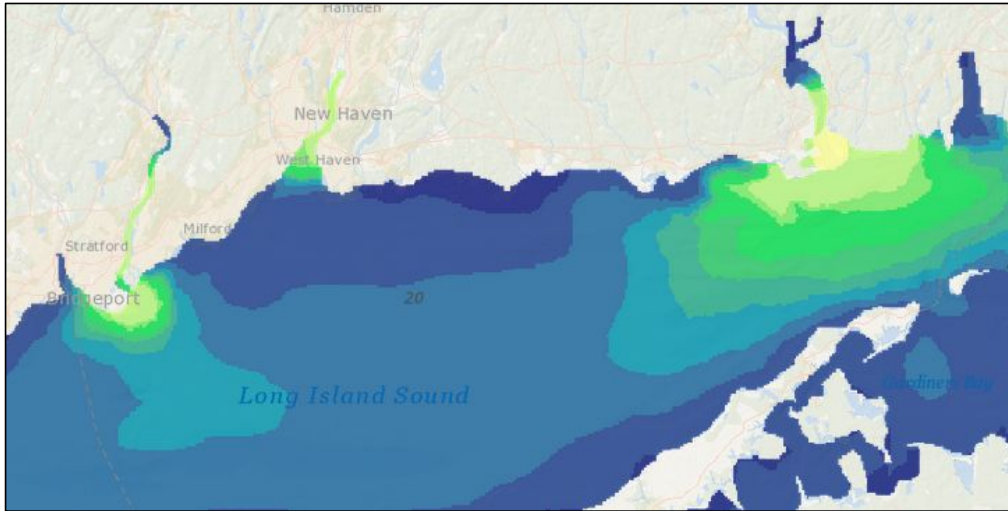 Hamden
New Haven
West Haven
Milford
Stratford
Bridgeport
20
Long Island Sound
Gardiners Bay